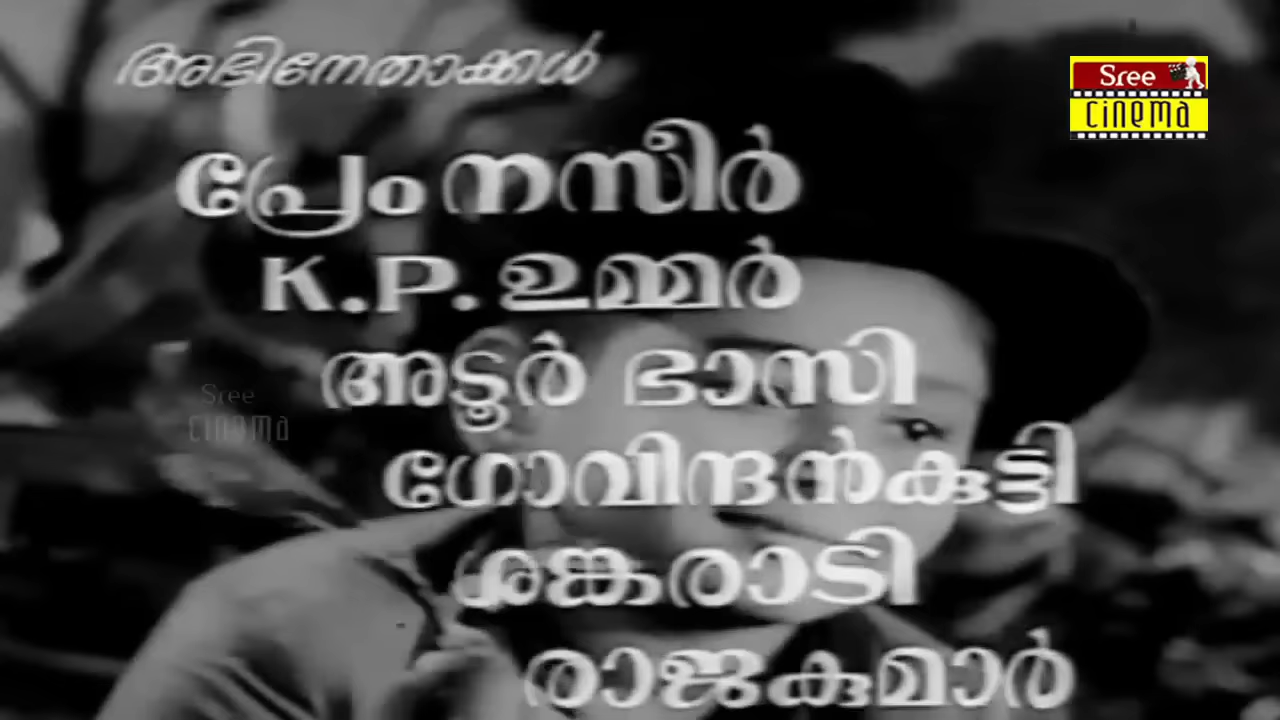 അഭിനേതാക്കൾ
Sree
cinema
പ്രേം നസീർ
K.P. ഉമ്മർ
അടൂർ ഭാസി
Sree
cinema
ഗോവിന്ദൻകുട്ടി
ശങ്കരാടി
രാജകുമാർ